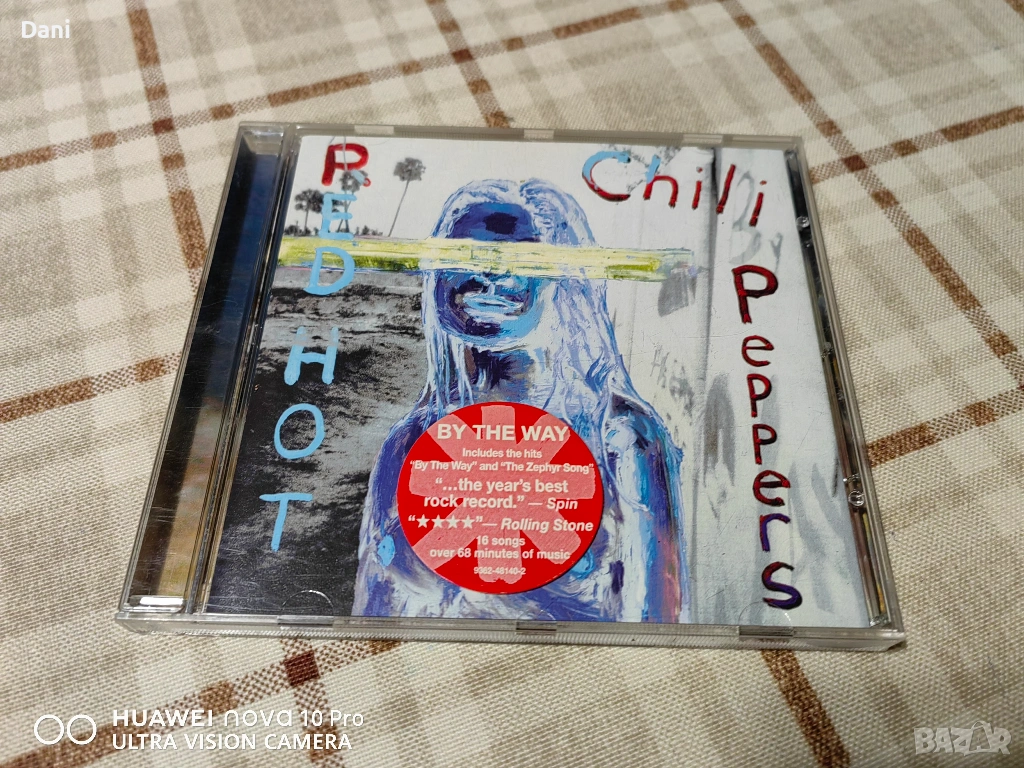 Dani
RED HOT
Chili
PEPPERS
BY THE WAY
Includes the hits
"By The Way" and "The Zephyr Song"
"...the year's best
rock record." — Spin
"★★★★" — Rolling Stone
16 songs
over 68 minutes of music
9362-48140-2
HUAWEI nova 10 Pro
ULTRA VISION CAMERA
BAZAR